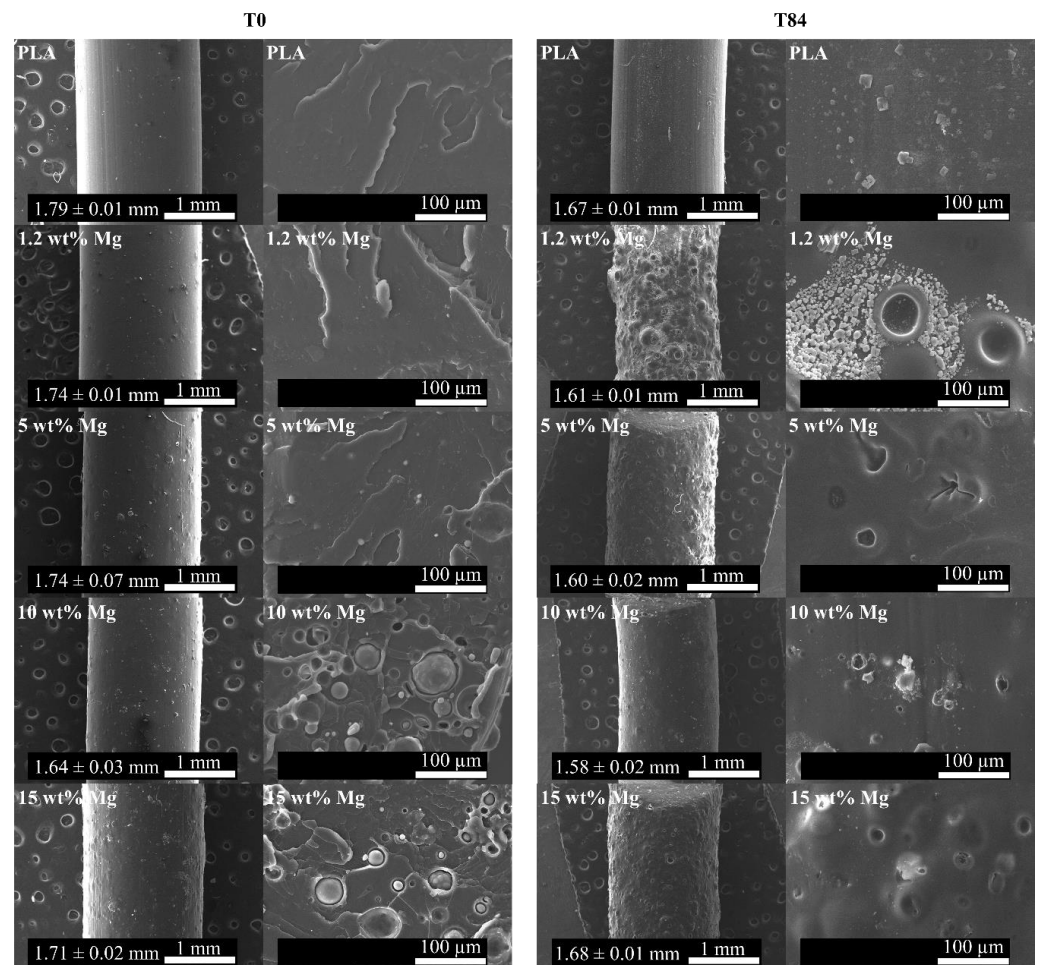 T0
T84
PLA
PLA
PLA
PLA
1.79 ± 0.01 mm 1 mm
100 µm
1.67 ± 0.01 mm 1 mm
100 µm
1.2 wt% Mg
1.2 wt% Mg
1.2 wt% Mg
1.2 wt% Mg
1.74 ± 0.01 mm 1 mm
100 µm
1.61 ± 0.01 mm 1 mm
100 µm
5 wt% Mg
5 wt% Mg
5 wt% Mg
5 wt% Mg
1.74 ± 0.07 mm 1 mm
100 µm
1.60 ± 0.02 mm 1 mm
100 µm
10 wt% Mg
10 wt% Mg
10 wt% Mg
10 wt% Mg
1.64 ± 0.03 mm 1 mm
100 µm
1.58 ± 0.02 mm 1 mm
100 µm
15 wt% Mg
15 wt% Mg
15 wt% Mg
15 wt% Mg
1.71 ± 0.02 mm 1 mm
100 µm
1.68 ± 0.01 mm 1 mm
100 µm